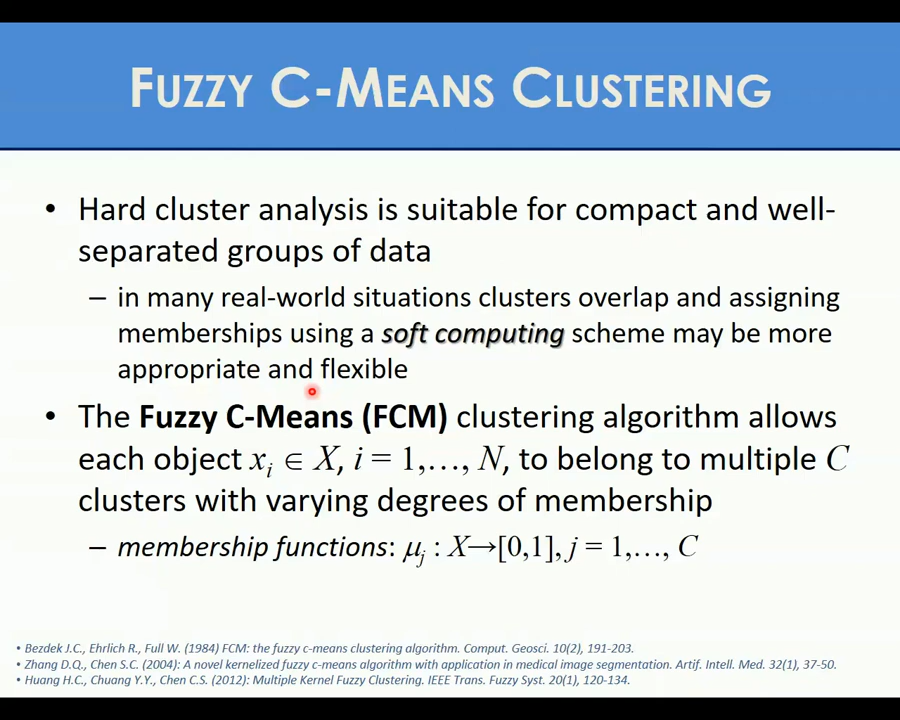 FUZZY C-MEANS CLUSTERING
• Hard cluster analysis is suitable for compact and well-
separated groups of data
– in many real-world situations clusters overlap and assigning
memberships using a soft computing scheme may be more
appropriate and flexible
• The Fuzzy C-Means (FCM) clustering algorithm allows
each object xᵢ ∈ X, i = 1,…, N, to belong to multiple C
clusters with varying degrees of membership
– membership functions: μⱼ : X→[0,1], j = 1,…, C
• Bezdek J.C., Ehrlich R., Full W. (1984) FCM: the fuzzy c-means clustering algorithm. Comput. Geosci. 10(2), 191-203.
• Zhang D.Q., Chen S.C. (2004): A novel kernelized fuzzy c-means algorithm with application in medical image segmentation. Artif. Intell. Med. 32(1), 37-50.
• Huang H.C., Chuang Y.Y., Chen C.S. (2012): Multiple Kernel Fuzzy Clustering. IEEE Trans. Fuzzy Syst. 20(1), 120-134.